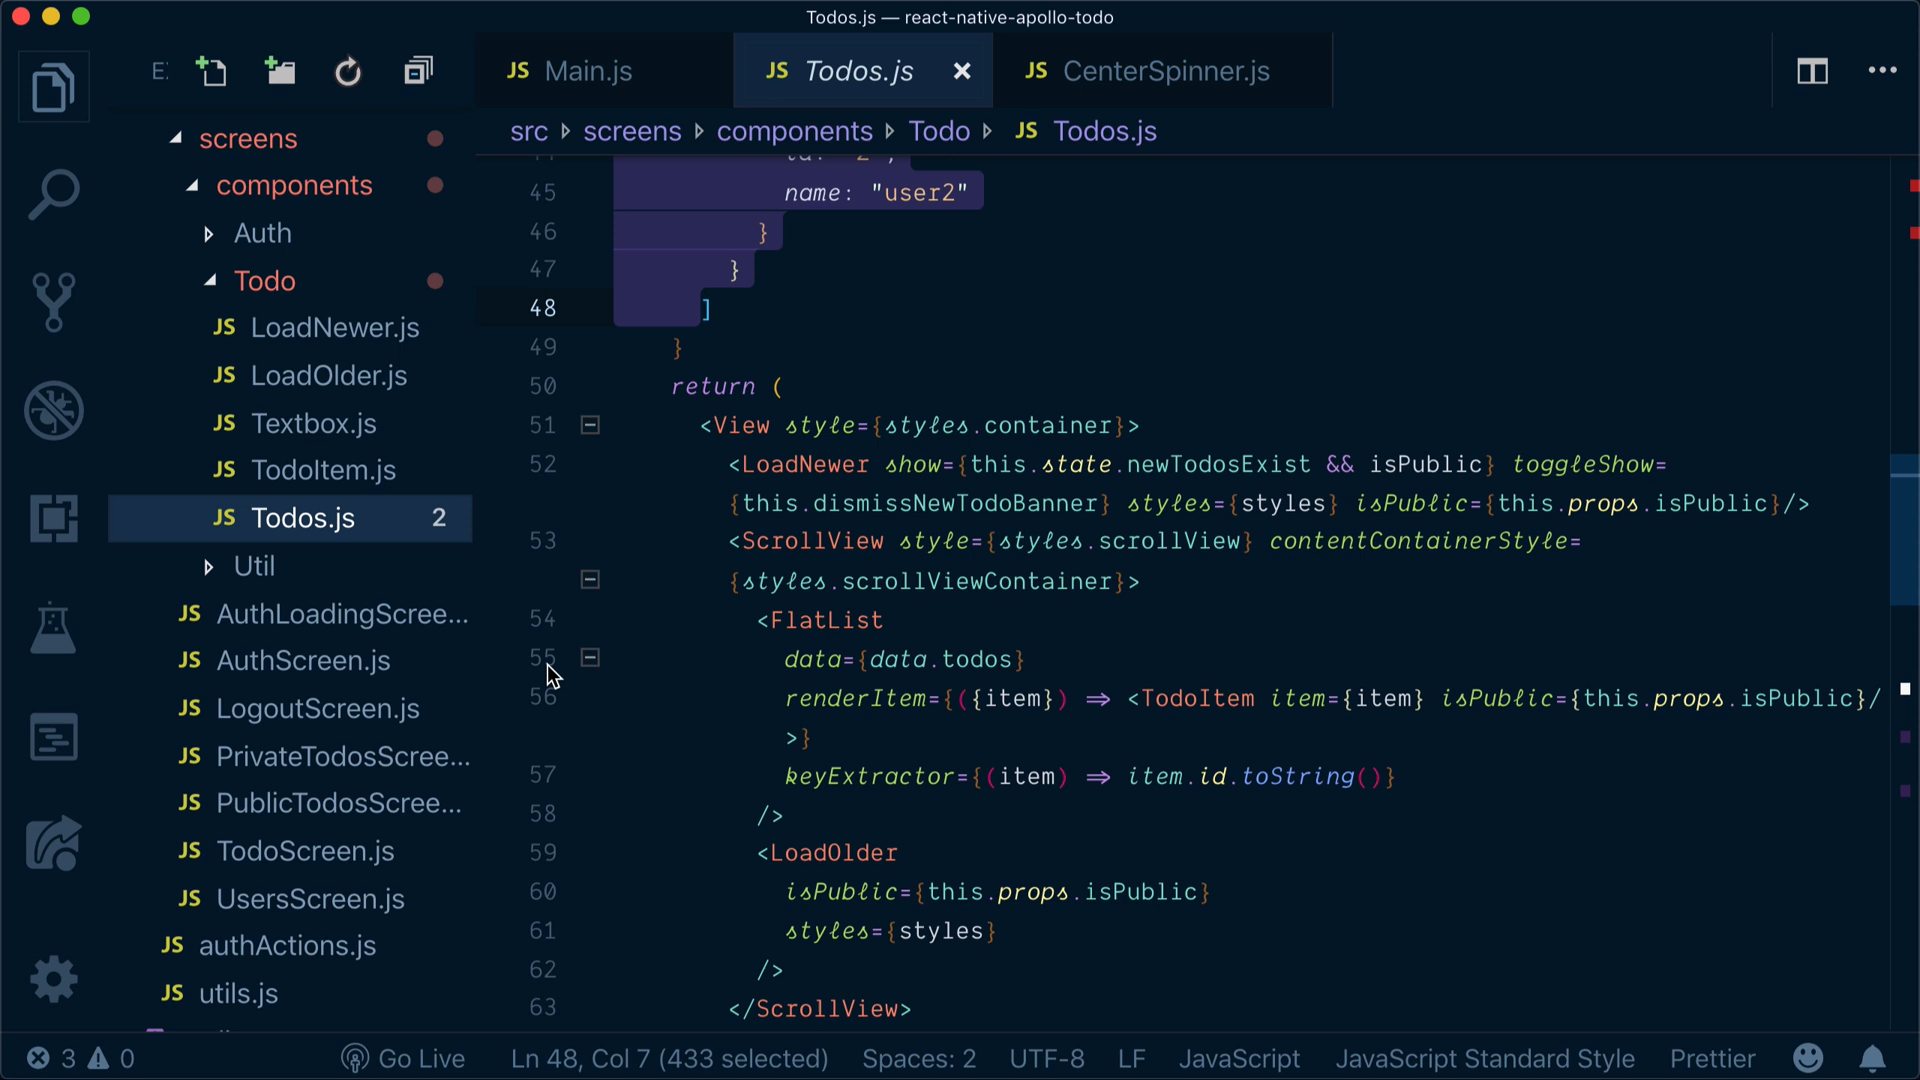 Todos.js — react-native-apollo-todo
E:
JS Main.js
JS Todos.js
JS CenterSpinner.js
src screens components Todo JS Todos.js
screens
components
Auth
Todo
JS LoadNewer.js
JS LoadOlder.js
JS Textbox.js
JS TodoItem.js
JS Todos.js 2
Util
JS AuthLoadingScree...
JS AuthScreen.js
JS LogoutScreen.js
JS PrivateTodosScree...
JS PublicTodosScree...
JS TodoScreen.js
JS UsersScreen.js
JS authActions.js
JS utils.js
45 name: "user2"
46 }
47 }
48 ]
49 }
50 return (
51 <View style={styles.container}>
52 <LoadNewer show={this.state.newTodosExist && isPublic} toggleShow=
{this.dismissNewTodoBanner} styles={styles} isPublic={this.props.isPublic}/>
53 <ScrollView style={styles.scrollView} contentContainerStyle=
{styles.scrollViewContainer}>
54 <FlatList
55 data={data.todos}
56 renderItem={({item}) => <TodoItem item={item} isPublic={this.props.isPublic}/
>}
57 keyExtractor={(item) => item.id.toString()}
58 />
59 <LoadOlder
60 isPublic={this.props.isPublic}
61 styles={styles}
62 />
63 </ScrollView>
3 0 Go Live Ln 48, Col 7 (433 selected) Spaces: 2 UTF-8 LF JavaScript JavaScript Standard Style Prettier